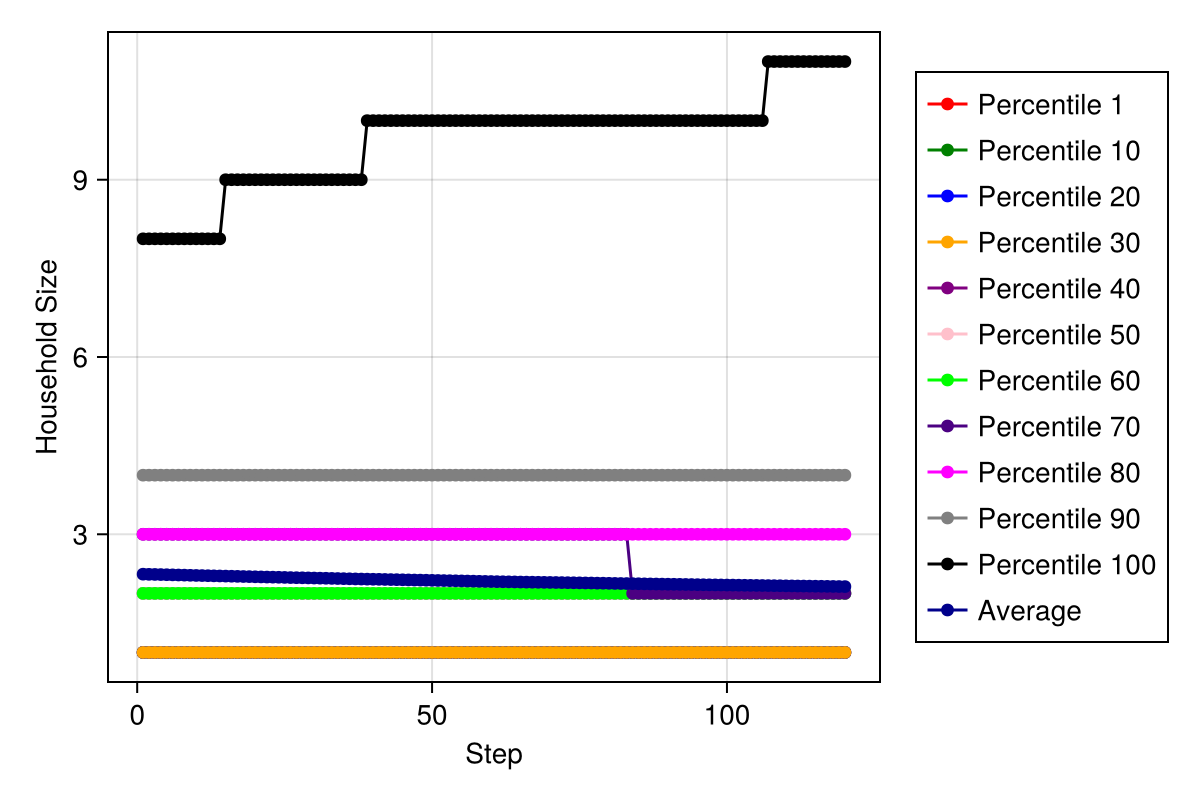 Household Size
9
6
3
0
50
100
Step
Percentile 1
Percentile 10
Percentile 20
Percentile 30
Percentile 40
Percentile 50
Percentile 60
Percentile 70
Percentile 80
Percentile 90
Percentile 100
Average